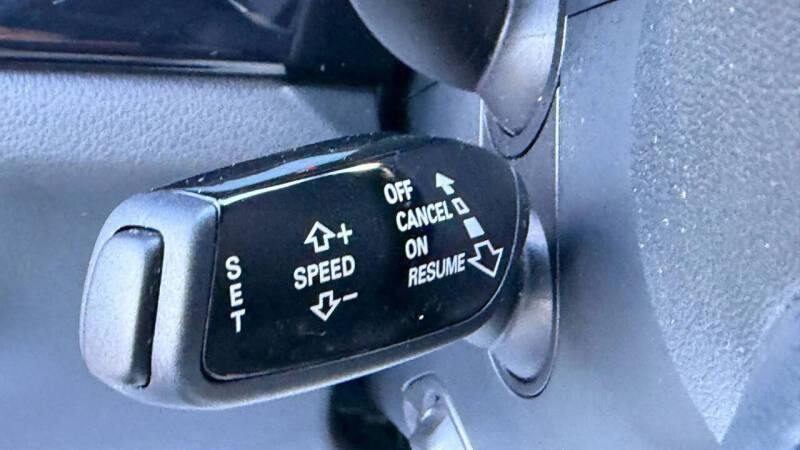 SET
+
SPEED
-
OFF
CANCEL
ON
RESUME